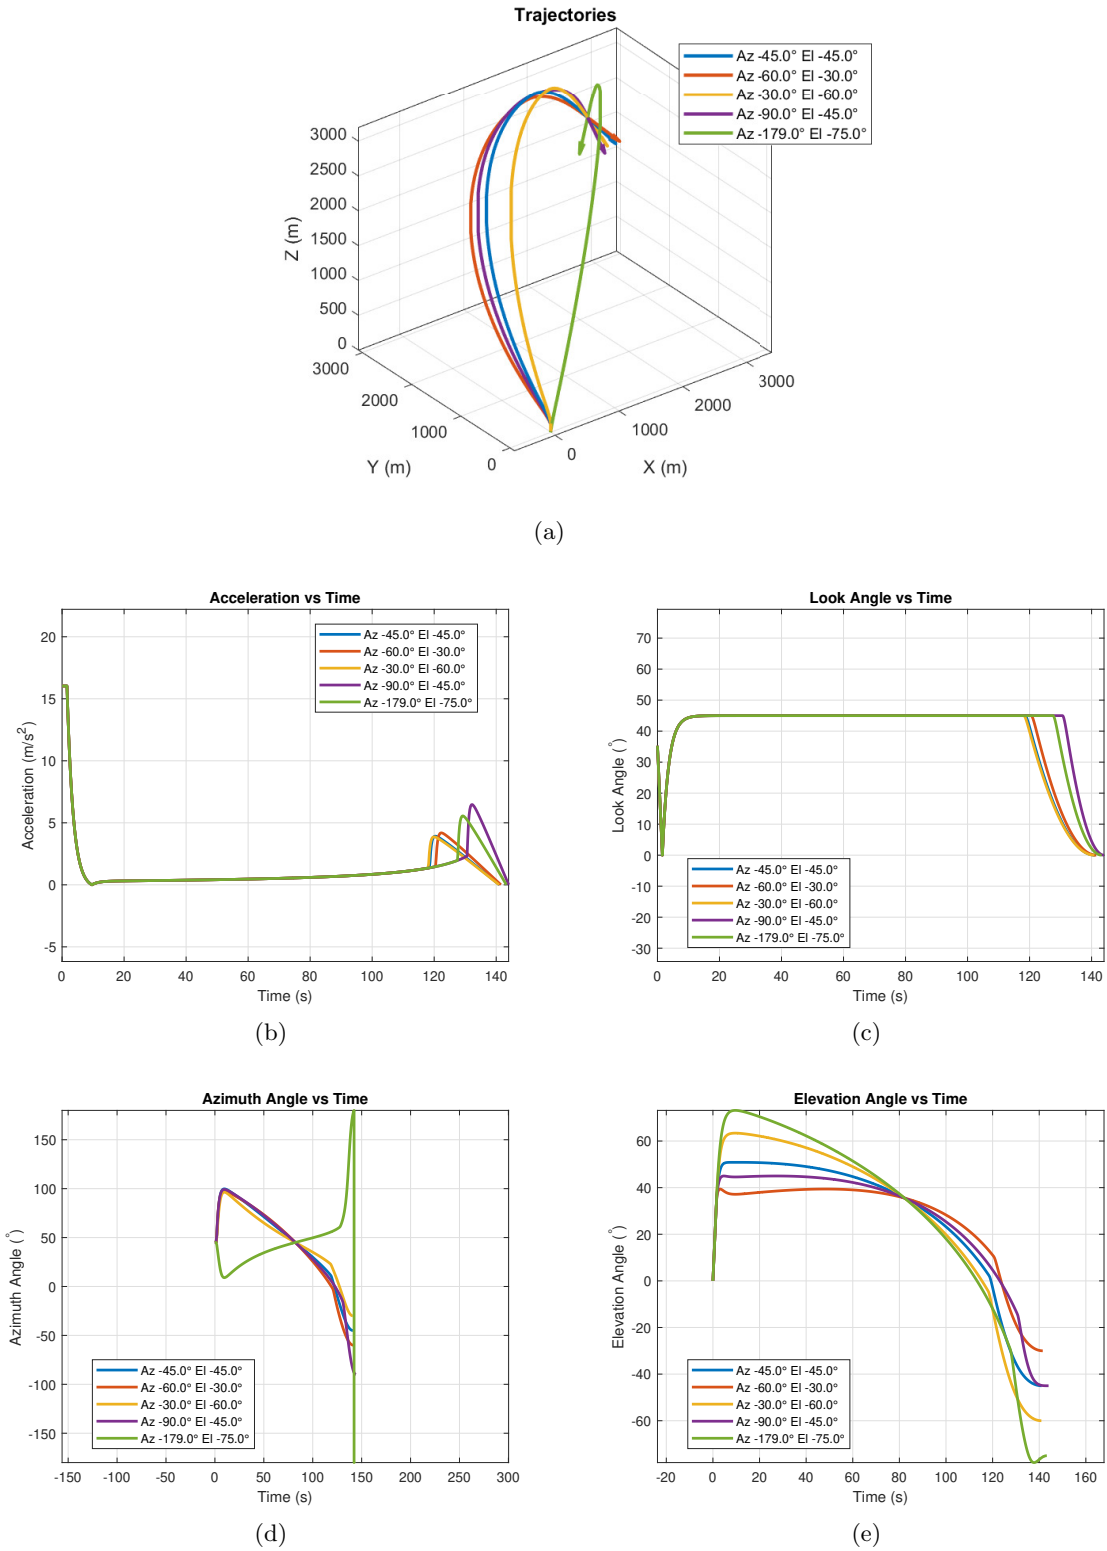 Trajectories
Az -45.0° El -45.0°
Az -60.0° El -30.0°
Az -30.0° El -60.0°
Az -90.0° El -45.0°
Az -179.0° El -75.0°
3000
2500
2000
1500
1000
500
0
Z (m)
3000
2000
1000
0
Y (m)
0
1000
2000
3000
X (m)
(a)
Acceleration vs Time
Az -45.0° El -45.0°
Az -60.0° El -30.0°
Az -30.0° El -60.0°
Az -90.0° El -45.0°
Az -179.0° El -75.0°
20
15
10
5
0
-5
Acceleration (m/s²)
0 20 40 60 80 100 120 140
Time (s)
(b)
Look Angle vs Time
70
60
50
40
30
20
10
0
-10
-20
-30
Look Angle (°)
Az -45.0° El -45.0°
Az -60.0° El -30.0°
Az -30.0° El -60.0°
Az -90.0° El -45.0°
Az -179.0° El -75.0°
0 20 40 60 80 100 120 140
Time (s)
(c)
Azimuth Angle vs Time
150
100
50
0
-50
-100
-150
Azimuth Angle (°)
Az -45.0° El -45.0°
Az -60.0° El -30.0°
Az -30.0° El -60.0°
Az -90.0° El -45.0°
Az -179.0° El -75.0°
-150 -100 -50 0 50 100 150 200 250 300
Time (s)
(d)
Elevation Angle vs Time
60
40
20
0
-20
-40
-60
Elevation Angle (°)
Az -45.0° El -45.0°
Az -60.0° El -30.0°
Az -30.0° El -60.0°
Az -90.0° El -45.0°
Az -179.0° El -75.0°
-20 0 20 40 60 80 100 120 140 160
Time (s)
(e)